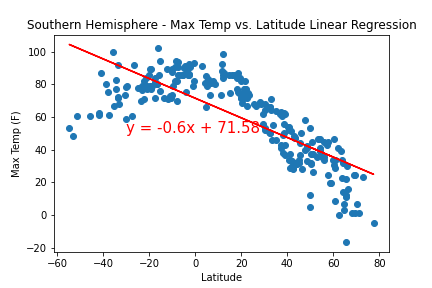 Southern Hemisphere - Max Temp vs. Latitude Linear Regression
100
80
60
40
20
0
−20
Max Temp (F)
y = -0.6x + 71.58
−60 −40 −20 0 20 40 60 80
Latitude